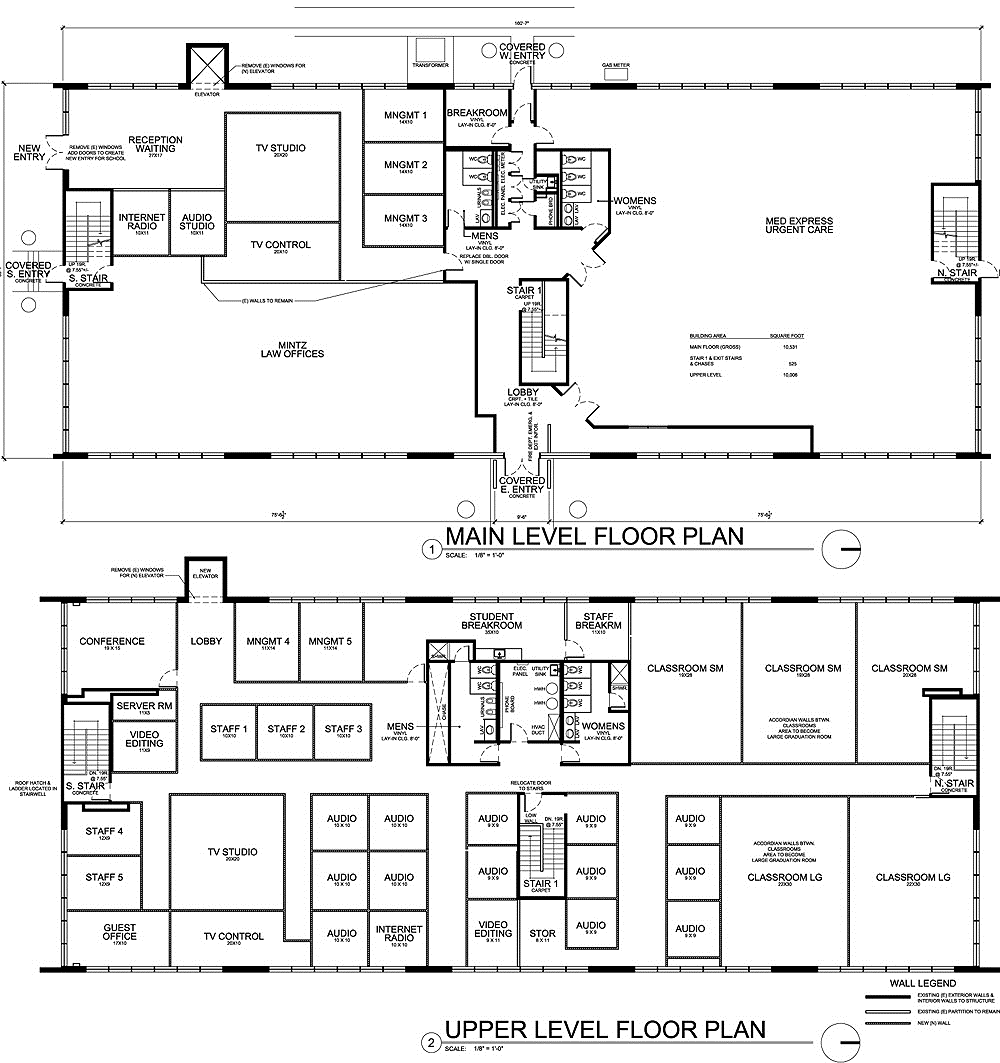 160'-7"
COVERED
W. ENTRY
CONCRETE
TRANSFORMER
GAS METER
REMOVE (E) WINDOWS FOR
(N) ELEVATOR
ELEVATOR
NEW
ENTRY
REMOVE (E) WINDOWS
ADD DOORS TO CREATE
NEW ENTRY FOR SCHOOL
RECEPTION
WAITING
27X17
TV STUDIO
20X20
MNGMT 1
14X10
MNGMT 2
14X10
MNGMT 3
14X10
BREAKROOM
VINYL
LAY-IN CLG. 8'-0"
WC
WC
URINALS
LAV
ELEC. PANEL
ELEC. METER
UTILITY
SINK
PHONE BRD
WC
WC
WC
LAV
WOMENS
VINYL
LAY-IN CLG. 8'-0"
MENS
VINYL
LAY-IN CLG. 8'-0"
REPLACE DBL. DOOR
W/ SINGLE DOOR
INTERNET
RADIO
10X11
AUDIO
STUDIO
10X11
TV CONTROL
20X10
MED EXPRESS
URGENT CARE
COVERED
S. ENTRY
CONCRETE
UP 19R.
@ 7.55"+/-
S. STAIR
CONCRETE
UP 19R.
@ 7.55"+/-
N. STAIR
CONCRETE
(E) WALLS TO REMAIN
STAIR 1
CARPET
UP 19R.
@ 7.55"+/-
MINTZ
LAW OFFICES
BUILDING AREA SQUARE FOOT
MAIN FLOOR (GROSS) 10,531
STAIR 1 & EXIT STAIRS
& CHASES 525
UPPER LEVEL 10,006
LOBBY
CRPT. + TILE
LAY-IN CLG. 8'-0"
FIRE DEPT. EMERG. &
EXIT INFOR.
COVERED
E. ENTRY
CONCRETE
75'-6½"
9'-6"
75'-6½"
1
MAIN LEVEL FLOOR PLAN
SCALE: 1/8" = 1'-0"
REMOVE (E) WINDOWS
FOR (N) ELEVATOR
NEW
ELEVATOR
CONFERENCE
19 X 15
LOBBY
MNGMT 4
11X14
MNGMT 5
11X14
STUDENT
BREAKROOM
35X10
STAFF
BREAKRM
11X10
CLASSROOM SM
19X28
CLASSROOM SM
19X28
CLASSROOM SM
20X28
ACCORDIAN WALLS BTWN.
CLASSROOMS
AREA TO BECOME
LARGE GRADUATION ROOM
SHWR.
CHASE
WC
WC
URINALS
LAV
ELEC.
PANEL
UTILITY
SINK
PHONE
BOARD
HWH
HWH
HVAC
DUCT
WC
WC
WC
LAV
SHWR.
MENS
VINYL
LAY-IN CLG. 8'-0"
WOMENS
VINYL
LAY-IN CLG. 8'-0"
SERVER RM
11X5
VIDEO
EDITING
11X9
STAFF 1
10X10
STAFF 2
10X10
STAFF 3
10X10
ROOF HATCH &
LADDER LOCATED IN
STAIRWELL
DN. 19R.
@ 7.55"
S. STAIR
CONCRETE
DN. 19R.
@ 7.55"
N. STAIR
CONCRETE
RELOCATE DOOR
TO STAIRS
LOW
WALL
DN. 19R.
@ 7.55"
STAIR 1
CARPET
STAFF 4
12X9
STAFF 5
12X9
GUEST
OFFICE
17X10
TV STUDIO
20X20
TV CONTROL
20X10
AUDIO
10 X 10
AUDIO
10 X 10
AUDIO
10 X 10
AUDIO
10 X 10
AUDIO
10 X 10
INTERNET
RADIO
10 X 10
AUDIO
9 X 9
AUDIO
9 X 9
VIDEO
EDITING
9 X 11
STOR
8 X 11
AUDIO
9 X 9
AUDIO
9 X 9
AUDIO
9 X 9
AUDIO
9 X 9
AUDIO
9 X 9
AUDIO
9 X 9
ACCORDIAN WALLS BTWN.
CLASSROOMS
AREA TO BECOME
LARGE GRADUATION ROOM
CLASSROOM LG
22X30
CLASSROOM LG
22X30
WALL LEGEND
EXISTING (E) EXTERIOR WALLS &
INTERIOR WALLS TO STRUCTURE
EXISTING (E) PARTITION TO REMAIN
NEW (N) WALL
2
UPPER LEVEL FLOOR PLAN
SCALE: 1/8" = 1'-0"